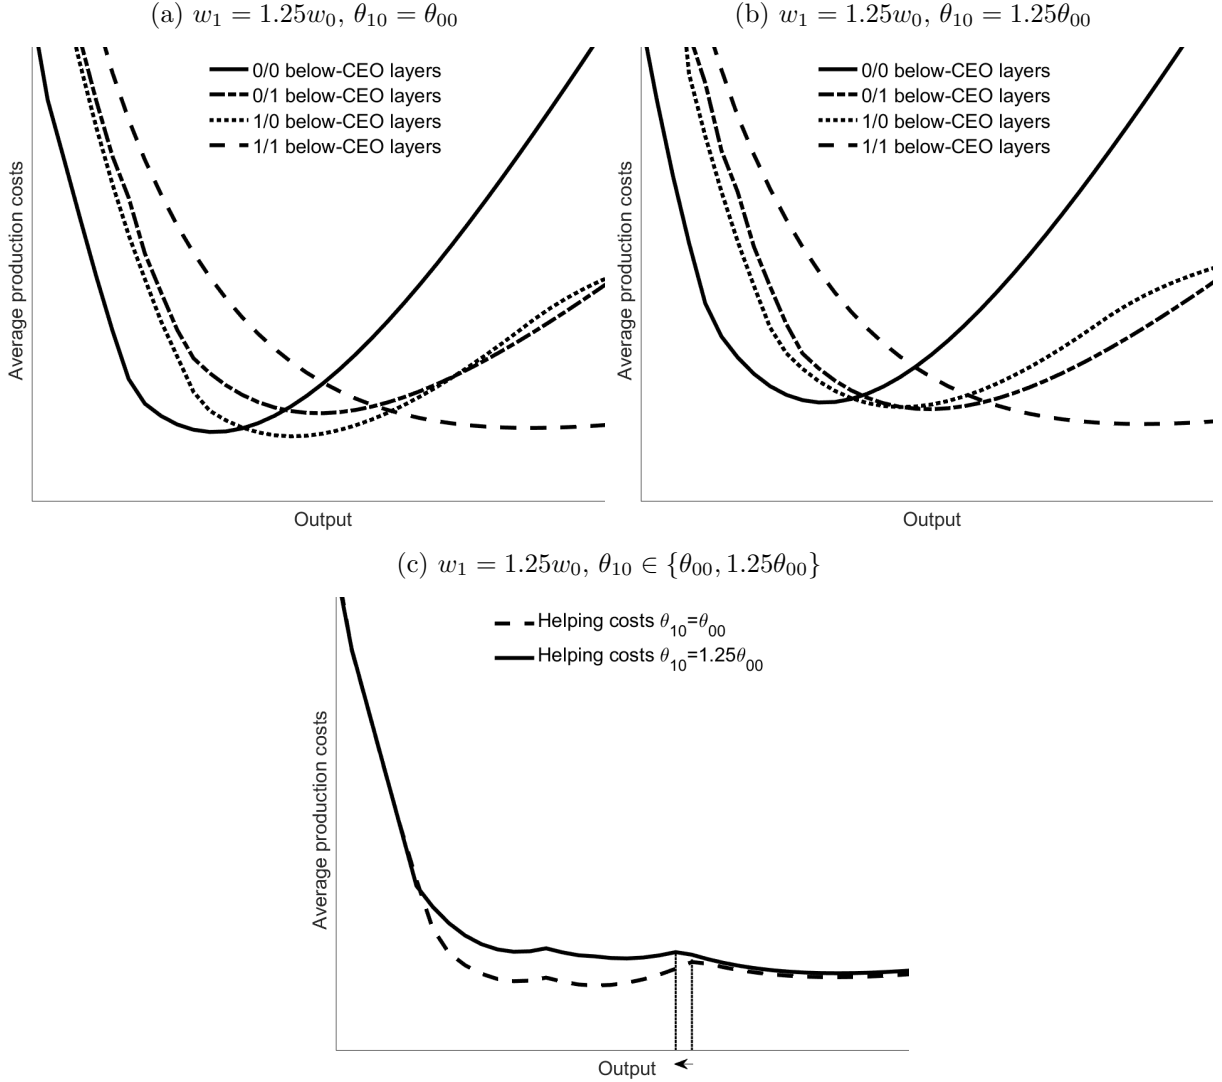 (a) w₁ = 1.25w₀, θ₁₀ = θ₀₀
0/0 below-CEO layers
0/1 below-CEO layers
1/0 below-CEO layers
1/1 below-CEO layers
Average production costs
Output
(b) w₁ = 1.25w₀, θ₁₀ = 1.25θ₀₀
0/0 below-CEO layers
0/1 below-CEO layers
1/0 below-CEO layers
1/1 below-CEO layers
Average production costs
Output
(c) w₁ = 1.25w₀, θ₁₀ ∈ {θ₀₀, 1.25θ₀₀}
Helping costs θ₁₀=θ₀₀
Helping costs θ₁₀=1.25θ₀₀
Average production costs
Output